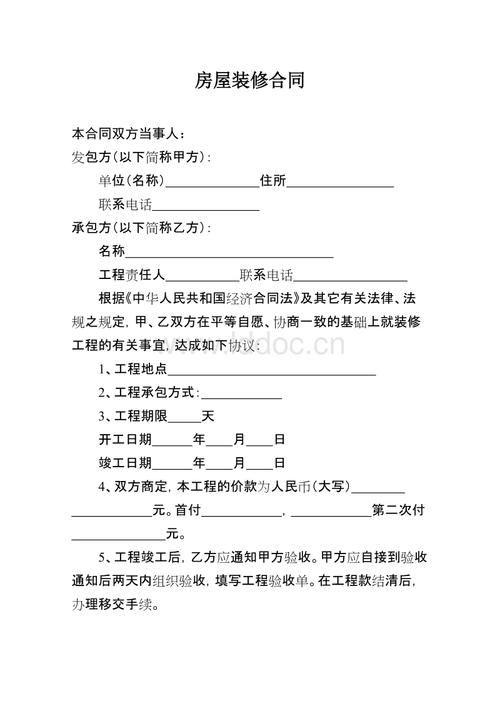 房屋装修合同
本合同双方当事人：
发包方（以下简称甲方）：
单位（名称）______________住所________________
联系电话________________
承包方（以下简称乙方）：
名称_______________________________
工程责任人___________联系电话_________________
根据《中华人民共和国经济合同法》及其它有关法律、法
规之规定，甲、乙双方在平等自愿、协商一致的基础上就装修
工程的有关事宜，达成如下协议：
1、工程地点___________________________
2、工程承包方式：____________
3、工程期限_____天
开工日期______年____月____日
竣工日期______年____月____日
4、双方商定，本工程的价款为人民币（大写）________
____________元。首付____________，____________第二次付
______________元。
5、工程竣工后，乙方应通知甲方验收。甲方应自接到验收
通知后两天内组织验收，填写工程验收单。在工程款结清后，
办理移交手续。